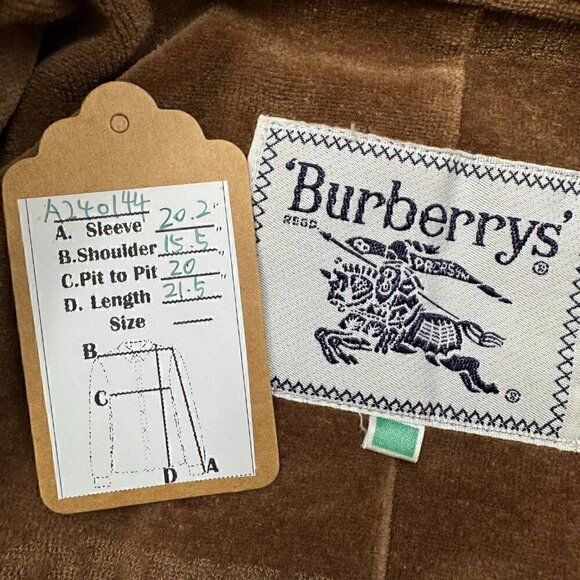 A240144
A. Sleeve 20.2"
B.Shoulder 15.5"
C.Pit to Pit 20"
D. Length 21.5"
Size
B
C
D
A
'Burberrys'
REGD.
®
PRORSUM
®